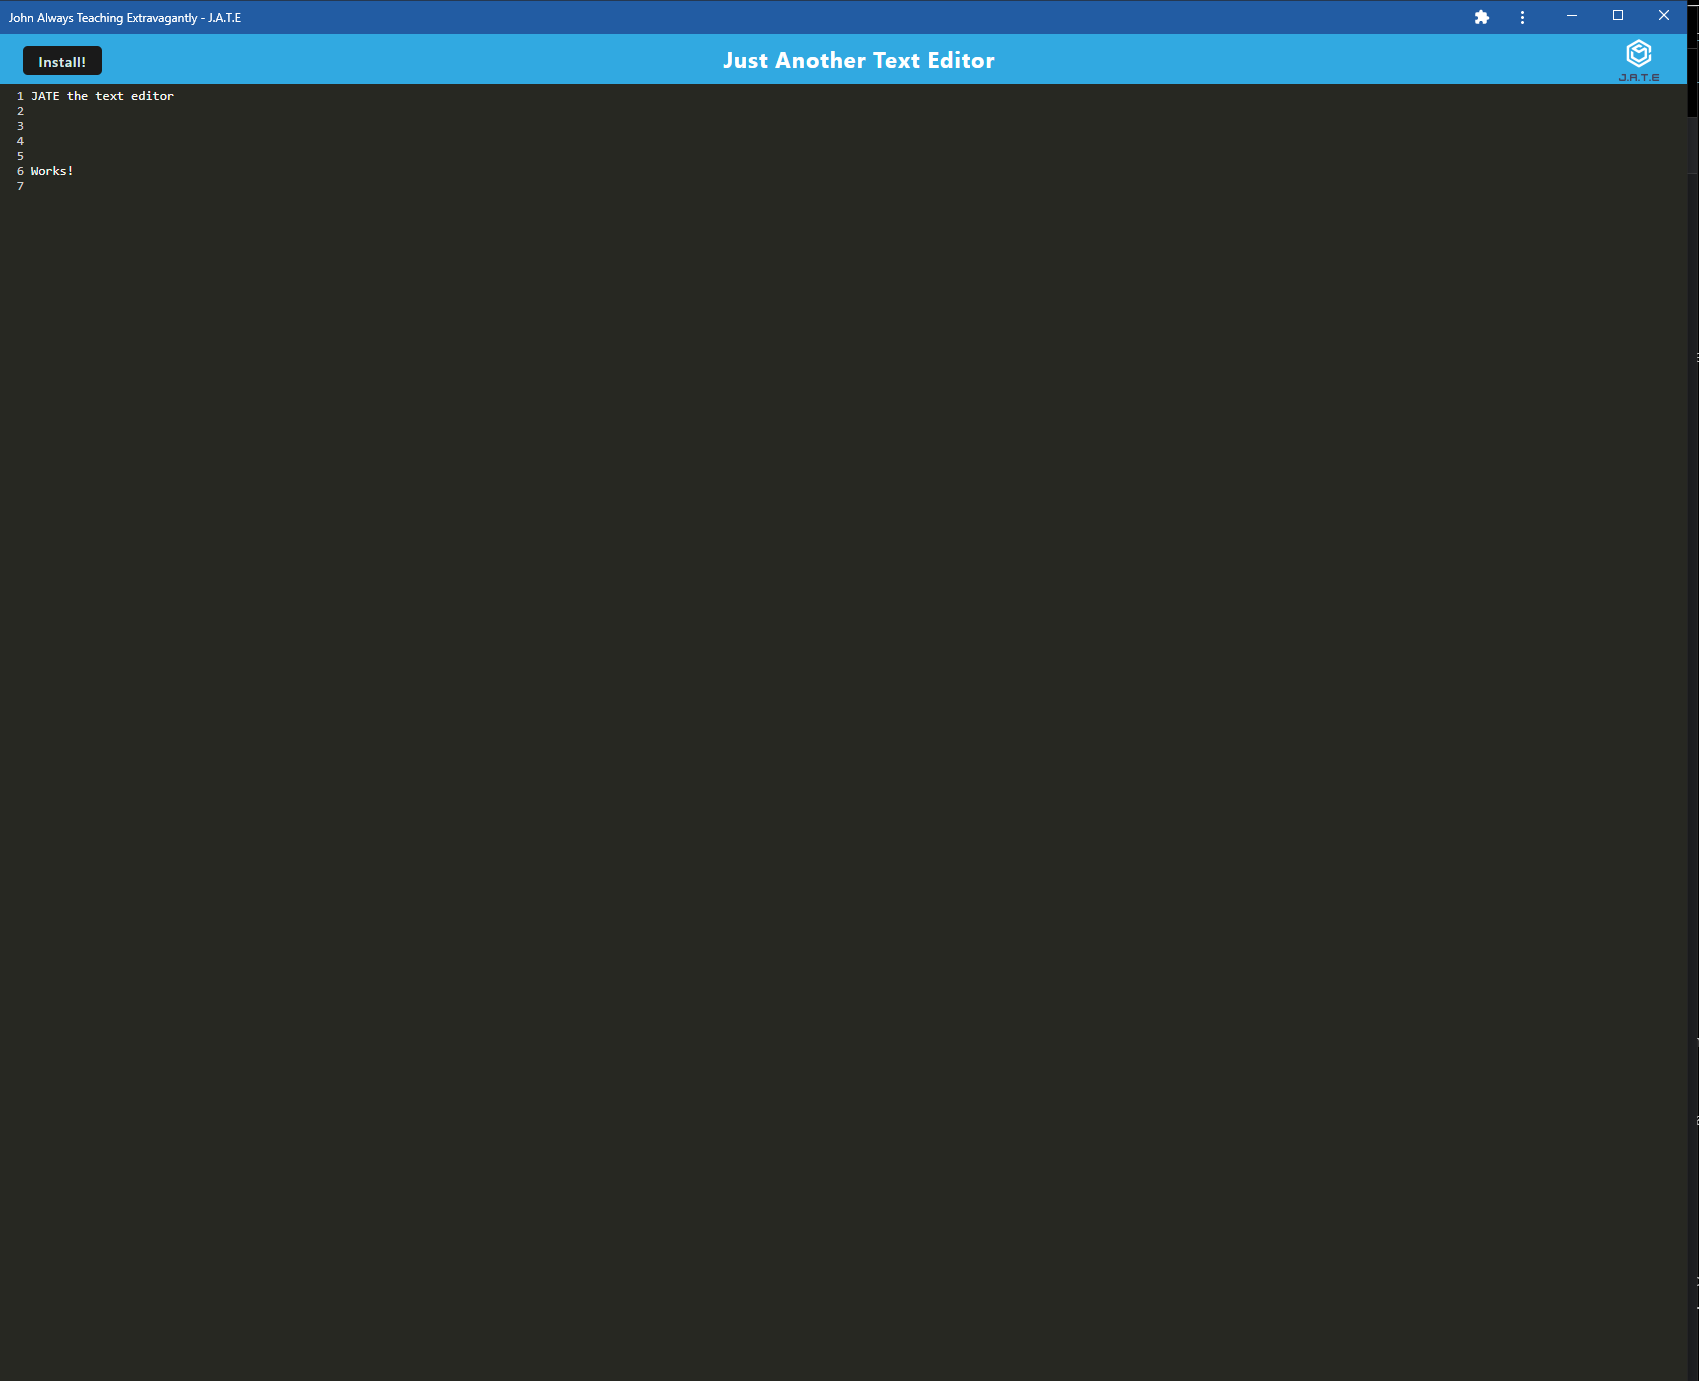 John Always Teaching Extravagantly - J.A.T.E
Install!
Just Another Text Editor
J.A.T.E
1 JATE the text editor
2
3
4
5
6 Works!
7